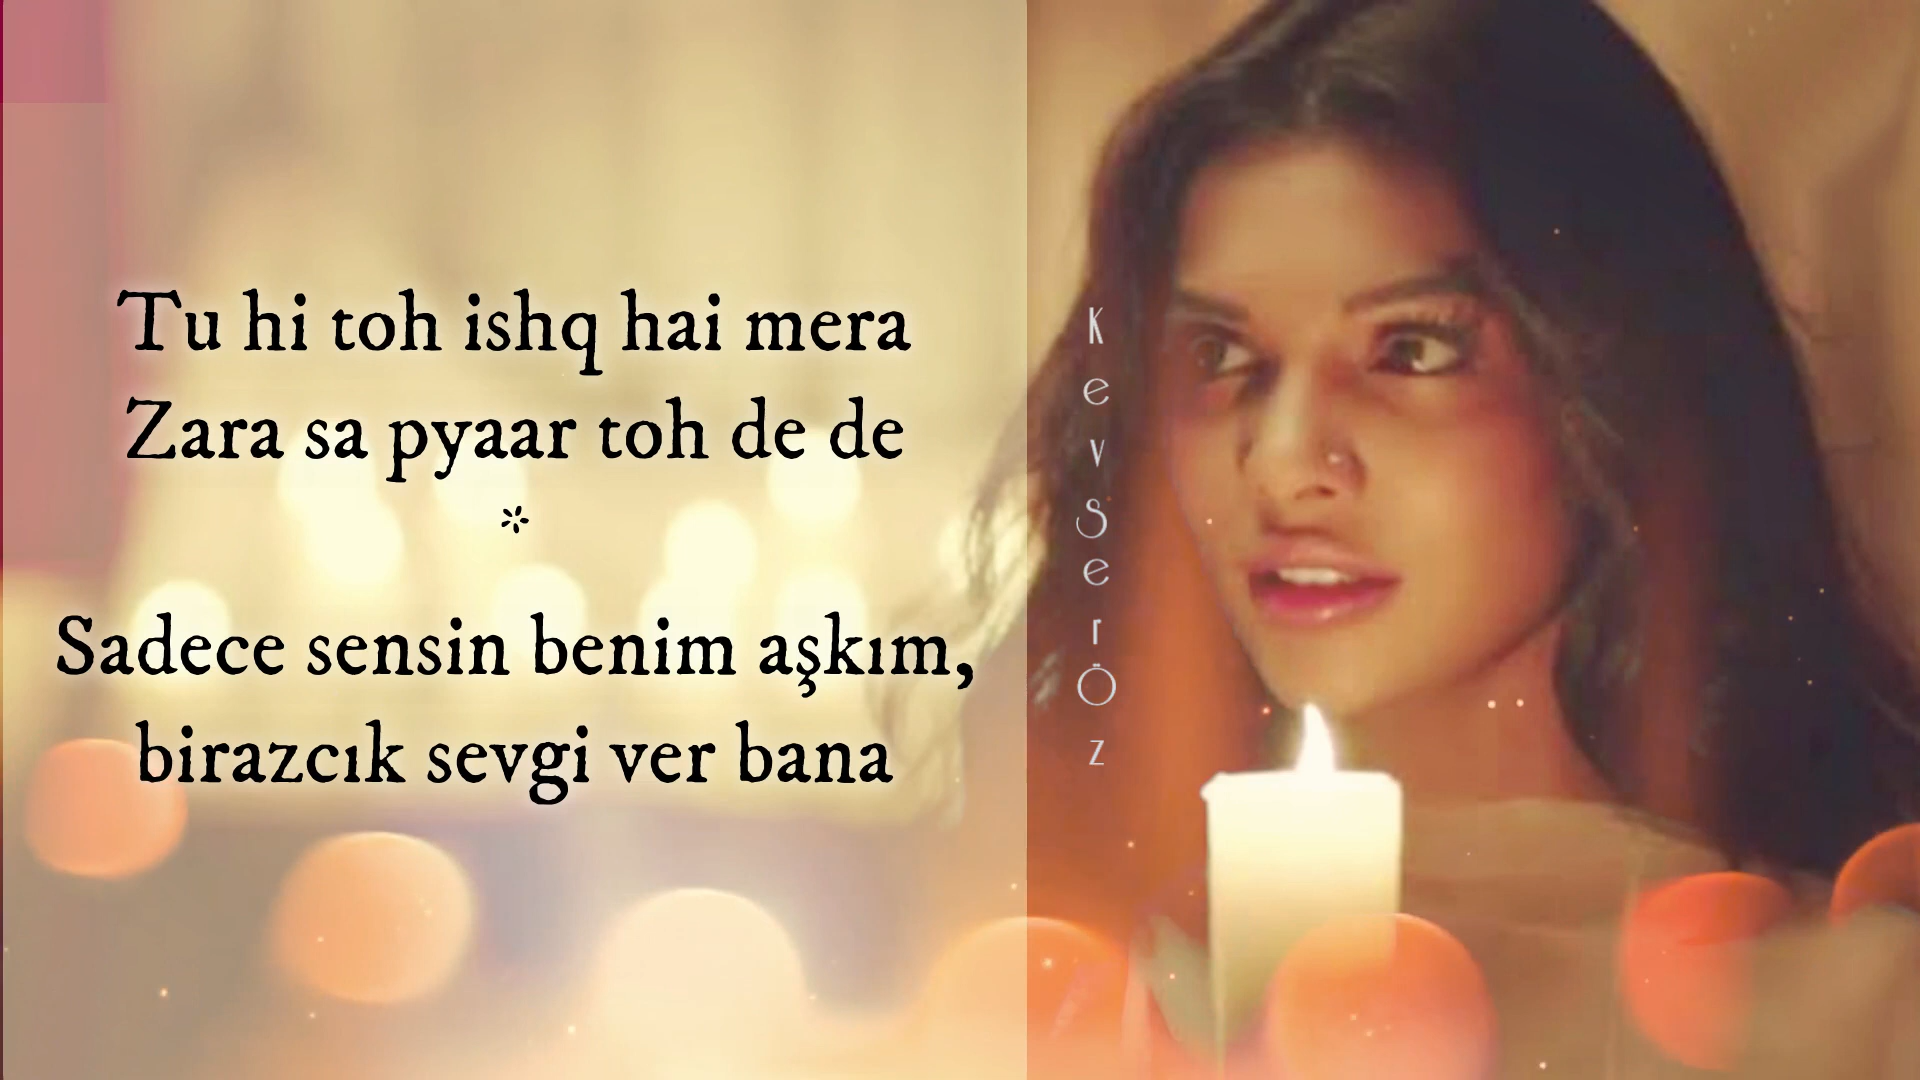 Tu hi toh ishq hai mera
Zara sa pyaar toh de de
*
Sadece sensin benim aşkım,
birazcık sevgi ver bana
KevSerÖz